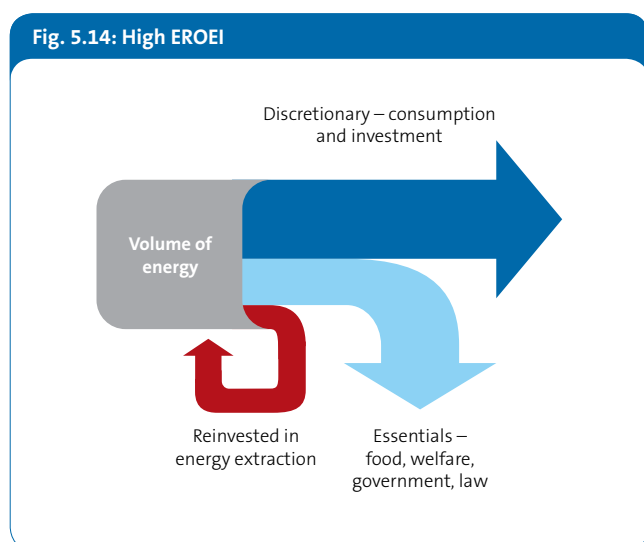 Fig. 5.14: High EROEI
Discretionary – consumption
and investment
Volume of
energy
Reinvested in
energy extraction
Essentials –
food, welfare,
government, law